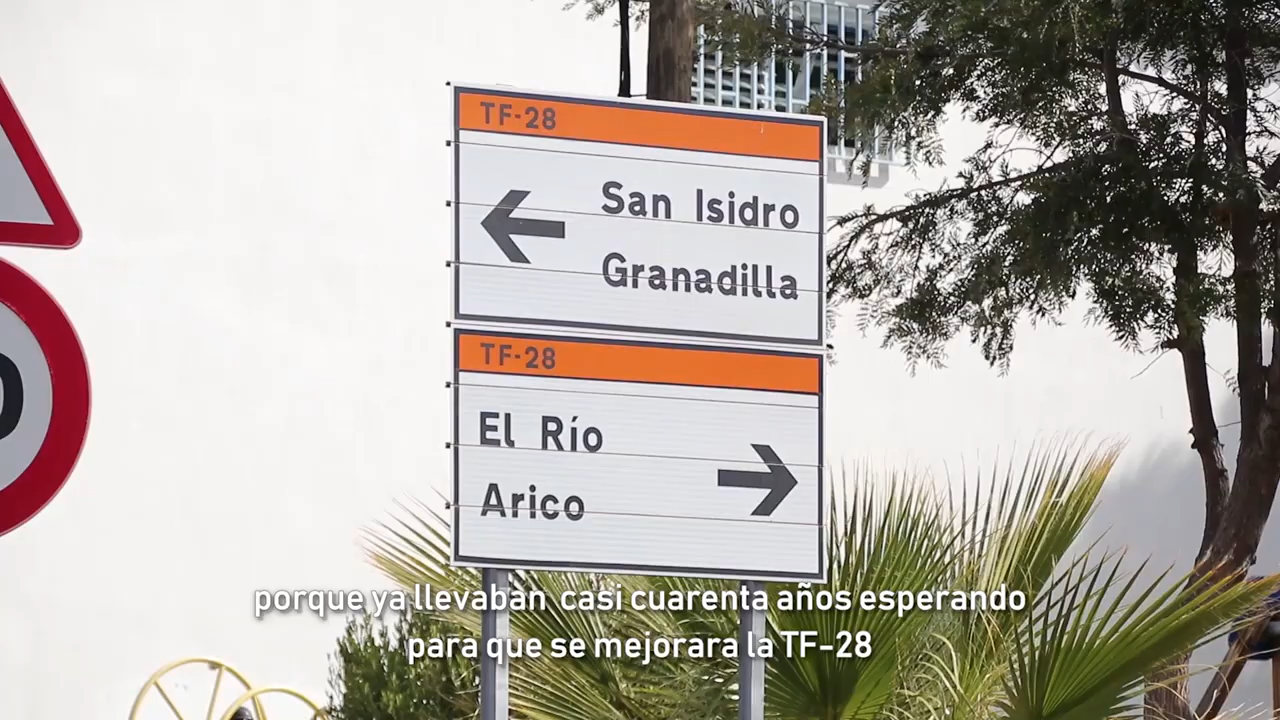 TF-28
San Isidro
Granadilla
TF-28
El Río
Arico
porque ya llevaban casi cuarenta años esperando
para que se mejorara la TF-28